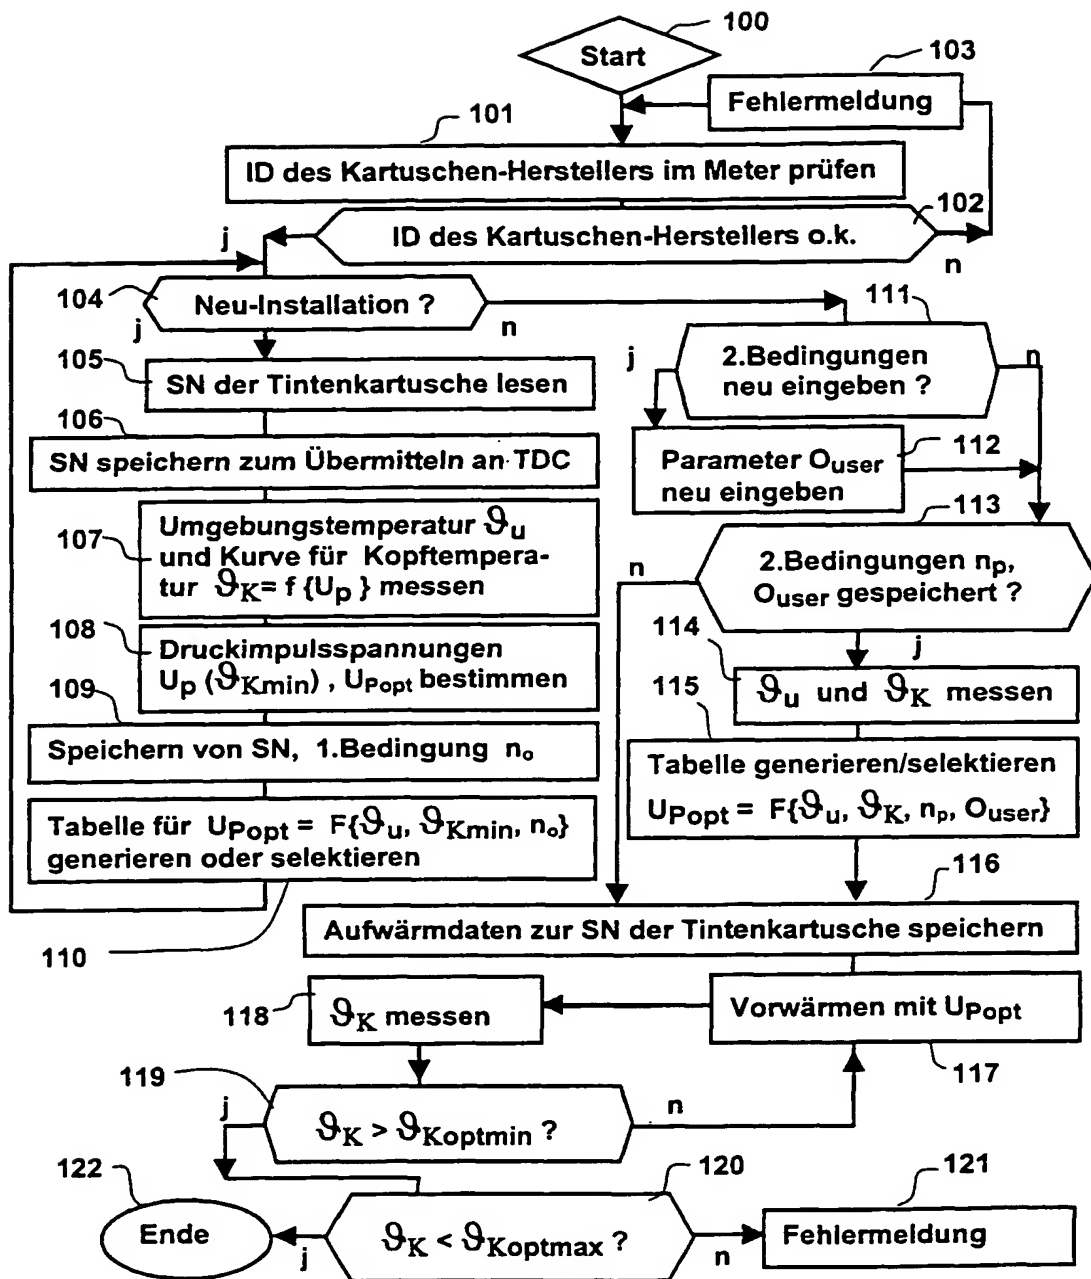 100
Start
103
Fehlermeldung
101
ID des Kartuschen-Herstellers im Meter prüfen
102
ID des Kartuschen-Herstellers o.k.
j
n
104
Neu-Installation ?
j
n
111
2.Bedingungen
neu eingeben ?
j
n
105
SN der Tintenkartusche lesen
106
SN speichern zum Übermitteln an TDC
112
Parameter Ouser
neu eingeben
107
Umgebungstemperatur ϑu
und Kurve für Kopftempera-
tur ϑK= f {Up } messen
113
2.Bedingungen np,
Ouser gespeichert ?
n
j
108
Druckimpulsspannungen
Up (ϑKmin) , UPopt bestimmen
114
ϑu und ϑK messen
109
Speichern von SN, 1.Bedingung no
115
Tabelle generieren/selektieren
UPopt = F{ϑu, ϑK, np, Ouser}
Tabelle für UPopt = F{ϑu, ϑKmin, no}
generieren oder selektieren
110
116
Aufwärmdaten zur SN der Tintenkartusche speichern
118
ϑK messen
Vorwärmen mit UPopt
117
119
j
ϑK > ϑKoptmin ?
n
122
Ende
120
j
ϑK < ϑKoptmax ?
n
121
Fehlermeldung